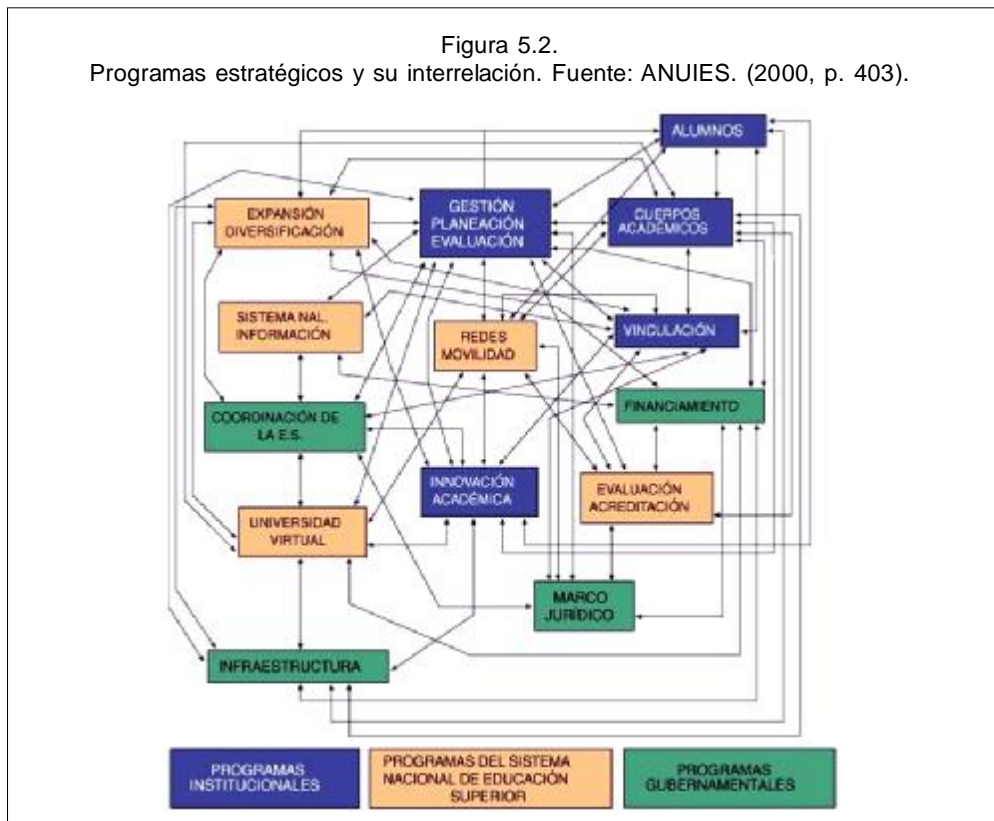 Figura 5.2.
Programas estratégicos y su interrelación. Fuente: ANUIES. (2000, p. 403).
ALUMNOS
EXPANSIÓN
DIVERSIFICACIÓN
GESTIÓN
PLANEACIÓN
EVALUACIÓN
CUERPOS
ACADÉMICOS
SISTEMA NAL.
INFORMACIÓN
REDES
MOVILIDAD
VINCULACIÓN
COORDINACIÓN DE
LA E.S.
FINANCIAMIENTO
INNOVACIÓN
ACADÉMICA
EVALUACIÓN
ACREDITACIÓN
UNIVERSIDAD
VIRTUAL
MARCO
JURÍDICO
INFRAESTRUCTURA
PROGRAMAS
INSTITUCIONALES
PROGRAMAS DEL SISTEMA
NACIONAL DE EDUCACIÓN
SUPERIOR
PROGRAMAS
GUBERNAMENTALES